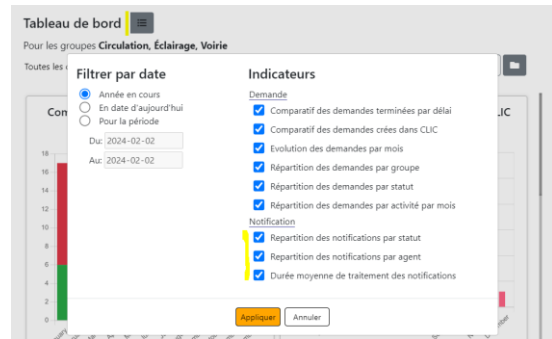 Tableau de bord
Pour les groupes Circulation, Éclairage, Voirie
Toutes les
Filtrer par date
Année en cours
En date d'aujourd'hui
Pour la période
Du: 2024-02-02
Au: 2024-02-02
Indicateurs
Demande
Comparatif des demandes terminées par délai
Comparatif des demandes crées dans CLIC
Evolution des demandes par mois
Répartition des demandes par groupe
Répartition des demandes par statut
Répartition des demandes par activité par mois
Notification
Repartition des notifications par statut
Repartition des notifications par agent
Durée moyenne de traitement des notifications
Appliquer
Annuler
Com
LIC
18
16
14
12
10
8
6
4
2
0